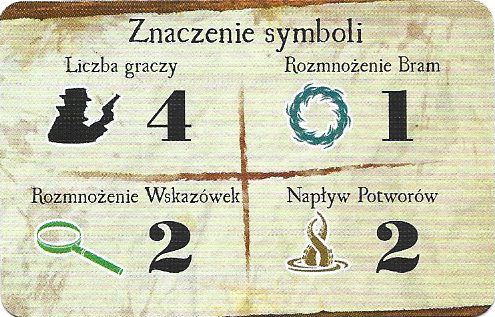 Znaczenie symboli
Liczba graczy
4
Rozmnożenie Bram
1
Rozmnożenie Wskazówek
2
Napływ Potworów
2